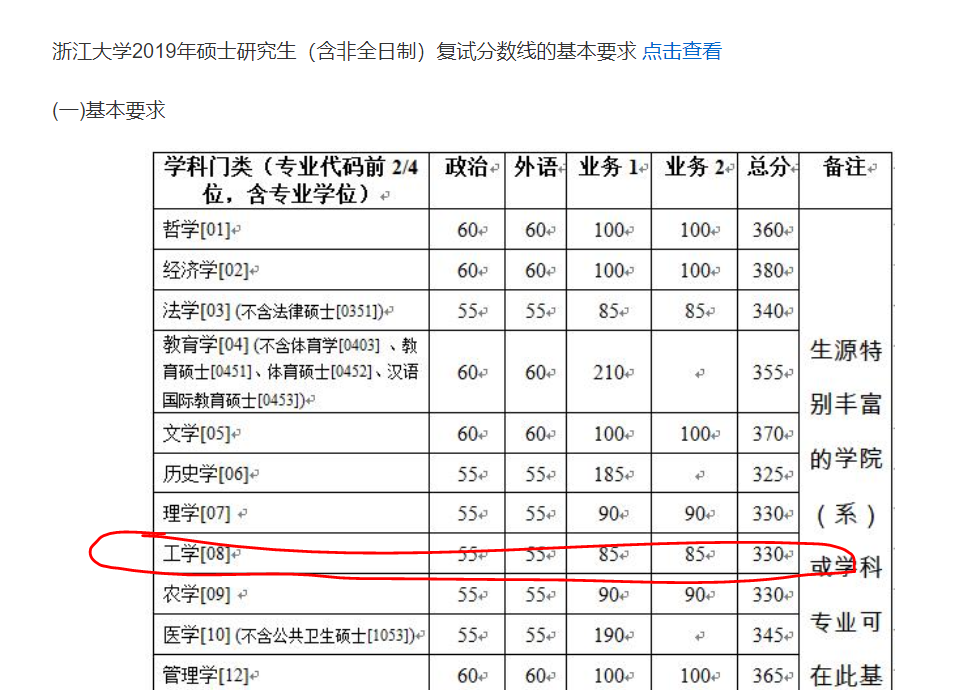 浙江大学2019年硕士研究生（含非全日制）复试分数线的基本要求 点击查看
(一)基本要求
学科门类（专业代码前 2/4 位，含专业学位） 政治 外语 业务 1 业务 2 总分 备注
哲学[01] 60 60 100 100 360
经济学[02] 60 60 100 100 380
法学[03] (不含法律硕士[0351]) 55 55 85 85 340
教育学[04] (不含体育学[0403] 、教
育硕士[0451]、体育硕士[0452]、汉语
国际教育硕士[0453]) 60 60 210 355
文学[05] 60 60 100 100 370
历史学[06] 55 55 185 325
理学[07] 55 55 90 90 330
工学[08] 55 55 85 85 330
农学[09] 55 55 90 90 330
医学[10] (不含公共卫生硕士[1053]) 55 55 190 345
管理学[12] 60 60 100 100 365
生源特
别丰富
的学院
（系）
或学科
专业可
在此基